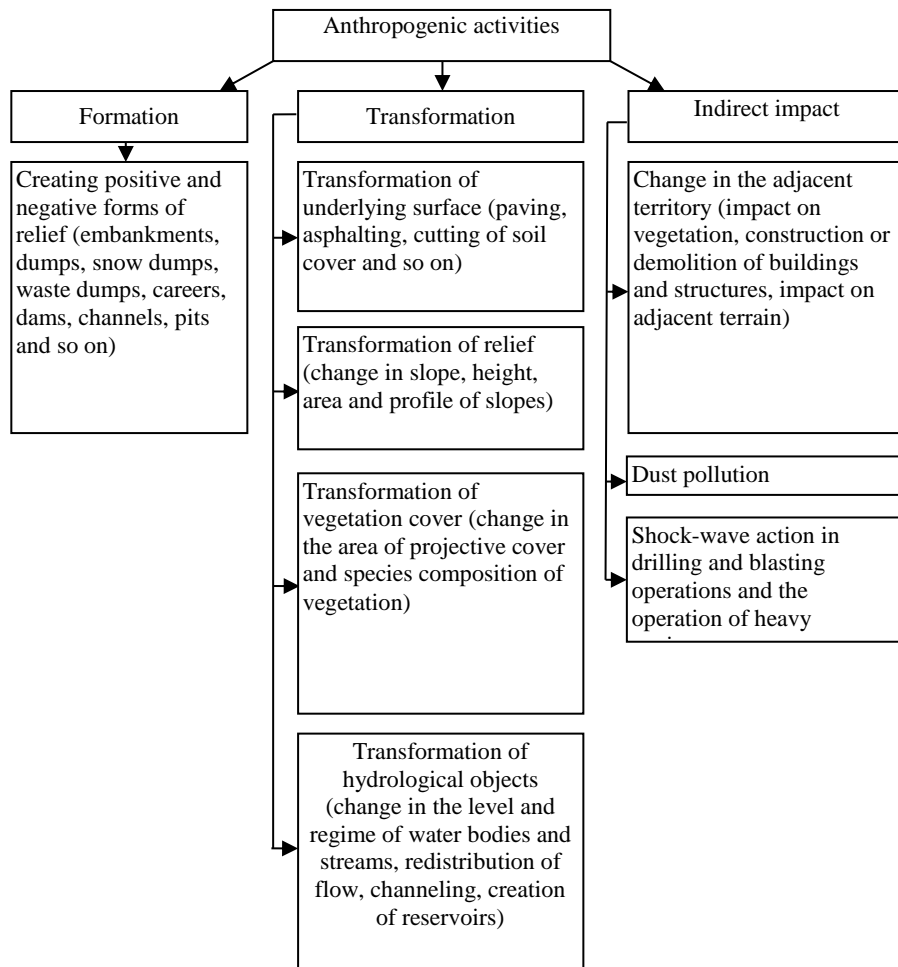 Anthropogenic activities
Formation
Transformation
Indirect impact
Creating positive and
negative forms of
relief (embankments,
dumps, snow dumps,
waste dumps, careers,
dams, channels, pits
and so on)
Transformation of
underlying surface (paving,
asphalting, cutting of soil
cover and so on)
Transformation of relief
(change in slope, height,
area and profile of slopes)
Transformation of
vegetation cover (change in
the area of projective cover
and species composition of
vegetation)
Transformation of
hydrological objects
(change in the level and
regime of water bodies and
streams, redistribution of
flow, channeling, creation
of reservoirs)
Change in the adjacent
territory (impact on
vegetation, construction or
demolition of buildings
and structures, impact on
adjacent terrain)
Dust pollution
Shock-wave action in
drilling and blasting
operations and the
operation of heavy